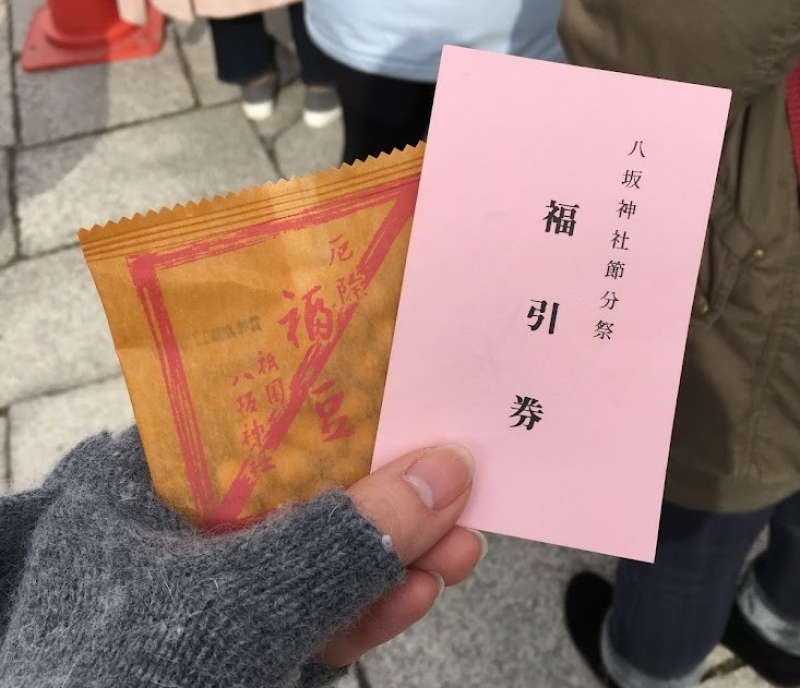 八坂神社節分祭
福引券
厄除
福豆
祇園
八坂神社